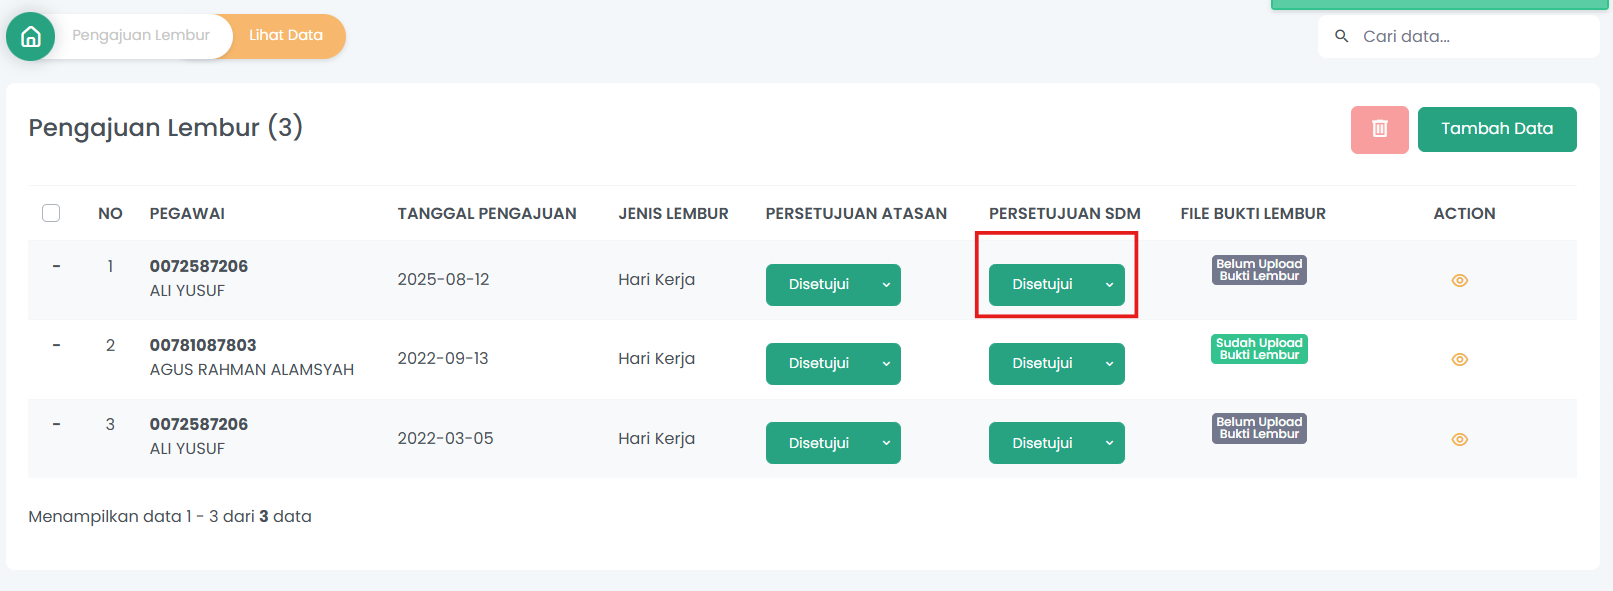 Pengajuan Lembur Lihat Data
Cari data...
Pengajuan Lembur (3)
Tambah Data
NO PEGAWAI TANGGAL PENGAJUAN JENIS LEMBUR PERSETUJUAN ATASAN PERSETUJUAN SDM FILE BUKTI LEMBUR ACTION
- 1 0072587206 2025-08-12 Hari Kerja Disetujui Disetujui Belum Upload
ALI YUSUF Bukti Lembur
- 2 00781087803 2022-09-13 Hari Kerja Disetujui Disetujui Sudah Upload
AGUS RAHMAN ALAMSYAH Bukti Lembur
- 3 0072587206 2022-03-05 Hari Kerja Disetujui Disetujui Belum Upload
ALI YUSUF Bukti Lembur
Menampilkan data 1 - 3 dari 3 data